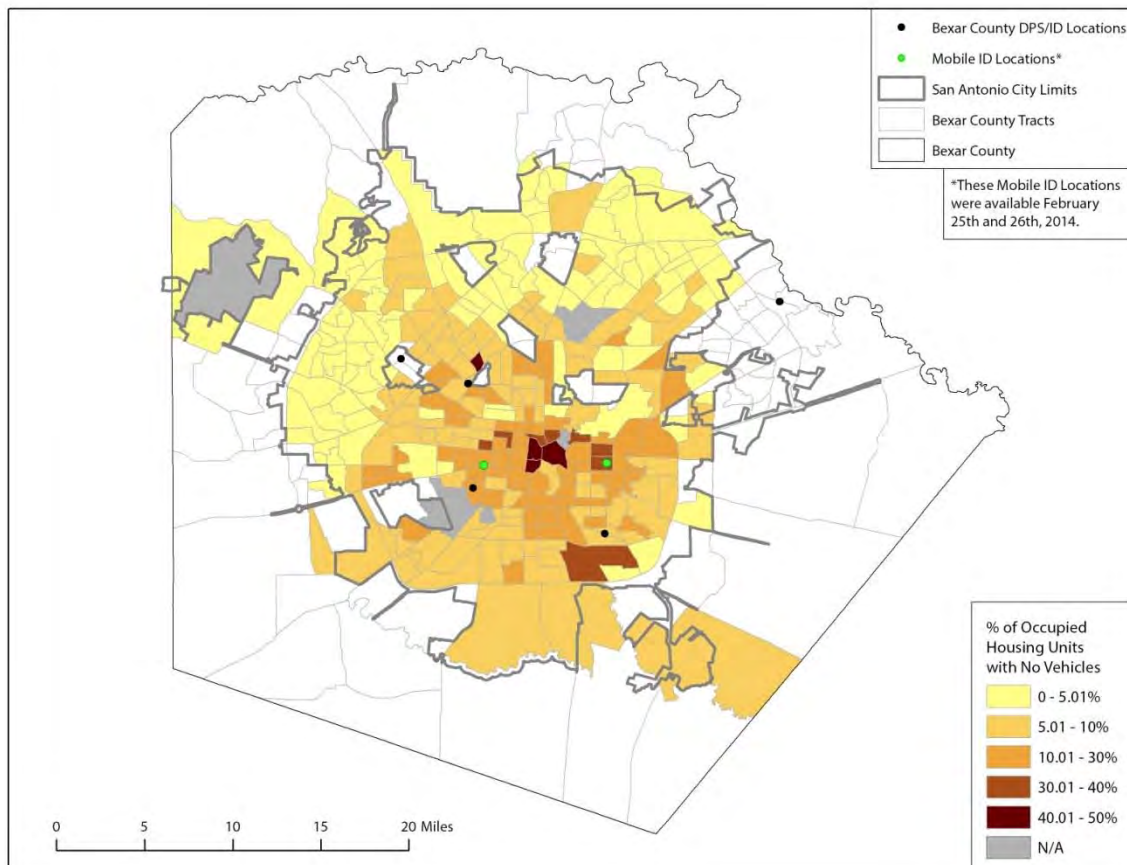 Bexar County DPS/ID Locations
Mobile ID Locations*
San Antonio City Limits
Bexar County Tracts
Bexar County
*These Mobile ID Locations
were available February
25th and 26th, 2014.
% of Occupied
Housing Units
with No Vehicles
0 - 5.01%
5.01 - 10%
10.01 - 30%
30.01 - 40%
40.01 - 50%
N/A
0 5 10 15 20 Miles